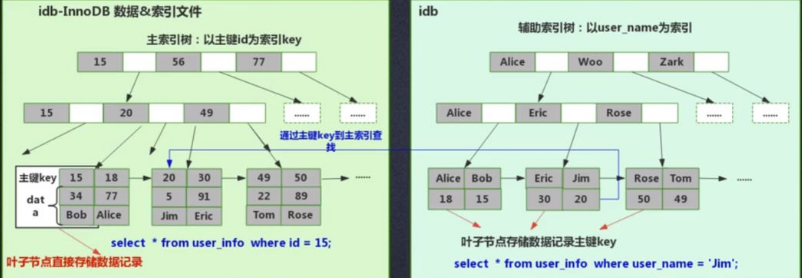 idb-InnoDB 数据&索引文件
主索引树：以主键id为索引key
15 56 77
15 20 49
...... ......
通过主键key到主索引查
找
主键key 15 18 20 30 49 50 ......
dat
a
34 77 5 91 22 89
Bob Alice Jim Eric Tom Rose
select * from user_info where id = 15;
叶子节点直接存储数据记录
idb
辅助索引树：以user_name为索引
Alice Woo Zark
Alice Eric Rose
...... ......
Alice Bob Eric Jim Rose Tom ......
18 15 30 20 50 49
叶子节点存储数据记录主键key
select * from user_info where user_name = 'Jim';